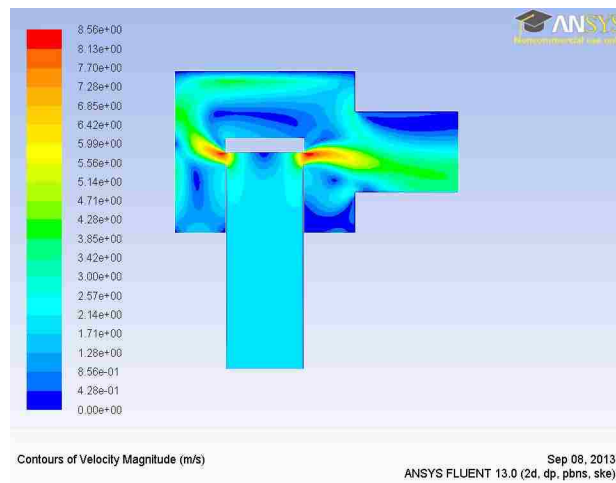 8.56e+00
8.13e+00
7.70e+00
7.28e+00
6.85e+00
6.42e+00
5.99e+00
5.56e+00
5.14e+00
4.71e+00
4.28e+00
3.85e+00
3.42e+00
3.00e+00
2.57e+00
2.14e+00
1.71e+00
1.28e+00
8.56e-01
4.28e-01
0.00e+00
ANSYS
Noncommercial use only
Contours of Velocity Magnitude (m/s)
Sep 08, 2013
ANSYS FLUENT 13.0 (2d, dp, pbns, ske)